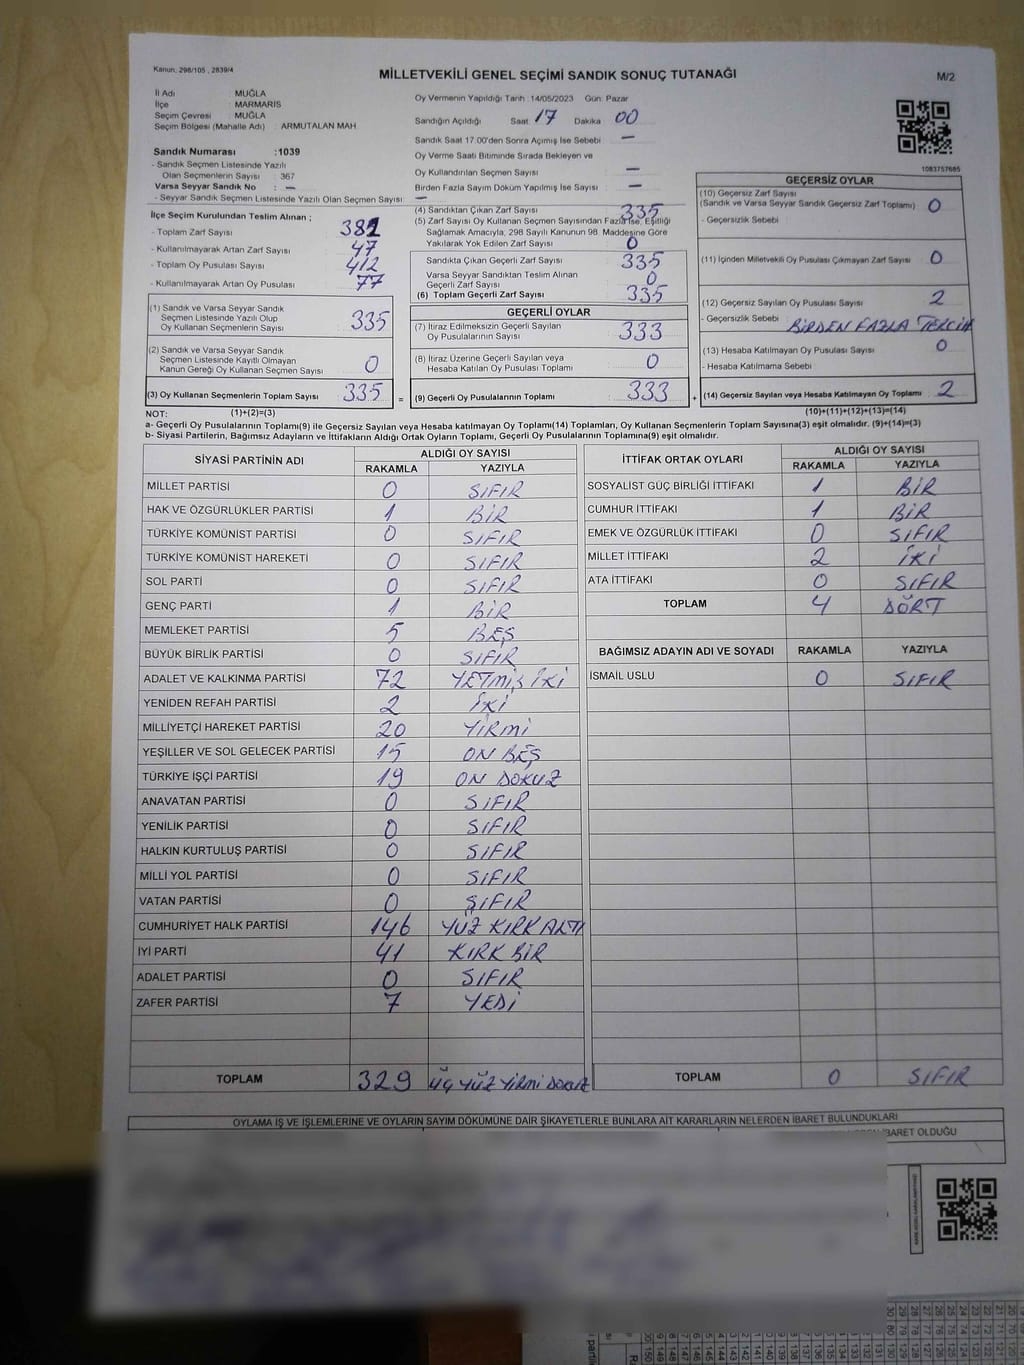 Kanun: 298/105 , 2839/4
MİLLETVEKİLİ GENEL SEÇİMİ SANDIK SONUÇ TUTANAĞI
M/2
İl Adı : MUĞLA
İlçe : MARMARİS
Seçim Çevresi : MUĞLA
Seçim Bölgesi (Mahalle Adı) : ARMUTALAN MAH.
Sandık Numarası :1039
- Sandık Seçmen Listesinde Yazılı
Olan Seçmenlerin Sayısı : 367
Varsa Seyyar Sandık No : —
- Seyyar Sandık Seçmen Listesinde Yazılı Olan Seçmen Sayısı: —
Oy Vermenin Yapıldığı Tarih :14/05/2023 Gün: Pazar
Sandığın Açıldığı Saat 17 Dakika 00
Sandık Saat 17.00'den Sonra Açılmış İse Sebebi —
Oy Verme Saati Bitiminde Sırada Bekleyen ve
Oy Kullandırılan Seçmen Sayısı —
Birden Fazla Sayım Döküm Yapılmış İse Sayısı —
1083757685
İlçe Seçim Kurulundan Teslim Alınan ;
- Toplam Zarf Sayısı : 382
- Kullanılmayarak Artan Zarf Sayısı : 47
- Toplam Oy Pusulası Sayısı : 412
- Kullanılmayarak Artan Oy Pusulası : 77
(4) Sandıktan Çıkan Zarf Sayısı 335
(5) Zarf Sayısı Oy Kullanan Seçmen Sayısından Fazla İse, Eşitliği
Sağlamak Amacıyla, 298 Sayılı Kanunun 98. Maddesine Göre
Yakılarak Yok Edilen Zarf Sayısı 0
Sandıkta Çıkan Geçerli Zarf Sayısı 335
Varsa Seyyar Sandıktan Teslim Alınan
Geçerli Zarf Sayısı 0
(6) Toplam Geçerli Zarf Sayısı 335
GEÇERSİZ OYLAR
(10) Geçersiz Zarf Sayısı
(Sandık ve Varsa Seyyar Sandık Geçersiz Zarf Toplamı) 0
- Geçersizlik Sebebi :
(11) İçinden Milletvekili Oy Pusulası Çıkmayan Zarf Sayısı 0
(12) Geçersiz Sayılan Oy Pusulası Sayısı 2
- Geçersizlik Sebebi BİRDEN FAZLA TERCİH
(13) Hesaba Katılmayan Oy Pusulası Sayısı 0
- Hesaba Katılmama Sebebi
(14) Geçersiz Sayılan veya Hesaba Katılmayan Oy Toplamı 2
(10)+(11)+(12)+(13)=(14)
(1) Sandık ve Varsa Seyyar Sandık
Seçmen Listesinde Yazılı Olup
Oy Kullanan Seçmenlerin Sayısı 335
(2) Sandık ve Varsa Seyyar Sandık
Seçmen Listesinde Kayıtlı Olmayan
Kanun Gereği Oy Kullanan Seçmen Sayısı 0
(3) Oy Kullanan Seçmenlerin Toplam Sayısı 335 =
GEÇERLİ OYLAR
(7) İtiraz Edilmeksizin Geçerli Sayılan
Oy Pusulalarının Sayısı 333
(8) İtiraz Üzerine Geçerli Sayılan veya
Hesaba Katılan Oy Pusulası Toplamı 0
(9) Geçerli Oy Pusulalarının Toplamı 333 +
NOT: (1)+(2)=(3)
a- Geçerli Oy Pusulalarının Toplamı(9) ile Geçersiz Sayılan veya Hesaba katılmayan Oy Toplamı(14) Toplamları, Oy Kullanan Seçmenlerin Toplam Sayısına(3) eşit olmalıdır. (9)+(14)=(3)
b- Siyasi Partilerin, Bağımsız Adayların ve İttifakların Aldığı Ortak Oyların Toplamı, Geçerli Oy Pusulalarının Toplamına(9) eşit olmalıdır.
SİYASİ PARTİNİN ADI ALDIĞI OY SAYISI
RAKAMLA YAZIYLA
MİLLET PARTİSİ 0 SIFIR
HAK VE ÖZGÜRLÜKLER PARTİSİ 1 BİR
TÜRKİYE KOMÜNİST PARTİSİ 0 SIFIR
TÜRKİYE KOMÜNİST HAREKETİ 0 SIFIR
SOL PARTİ 0 SIFIR
GENÇ PARTİ 1 BİR
MEMLEKET PARTİSİ 5 BEŞ
BÜYÜK BİRLİK PARTİSİ 0 SIFIR
ADALET VE KALKINMA PARTİSİ 72 YETMİŞ İKİ
YENİDEN REFAH PARTİSİ 2 İKİ
MİLLİYETÇİ HAREKET PARTİSİ 20 YİRMİ
YEŞİLLER VE SOL GELECEK PARTİSİ 15 ON BEŞ
TÜRKİYE İŞÇİ PARTİSİ 19 ON DOKUZ
ANAVATAN PARTİSİ 0 SIFIR
YENİLİK PARTİSİ 0 SIFIR
HALKIN KURTULUŞ PARTİSİ 0 SIFIR
MİLLİ YOL PARTİSİ 0 SIFIR
VATAN PARTİSİ 0 SIFIR
CUMHURİYET HALK PARTİSİ 146 YÜZ KIRK ALTI
İYİ PARTİ 41 KIRK BİR
ADALET PARTİSİ 0 SIFIR
ZAFER PARTİSİ 7 YEDİ
TOPLAM 329 ÜÇ YÜZ YİRMİ DOKUZ
İTTİFAK ORTAK OYLARI ALDIĞI OY SAYISI
RAKAMLA YAZIYLA
SOSYALİST GÜÇ BİRLİĞİ İTTİFAKI 1 BİR
CUMHUR İTTİFAKI 1 BİR
EMEK VE ÖZGÜRLÜK İTTİFAKI 0 SIFIR
MİLLET İTTİFAKI 2 İKİ
ATA İTTİFAKI 0 SIFIR
TOPLAM 4 DÖRT
BAĞIMSIZ ADAYIN ADI VE SOYADI RAKAMLA YAZIYLA
İSMAİL USLU 0 SIFIR
TOPLAM 0 SIFIR
OYLAMA İŞ VE İŞLEMLERİNE VE OYLARIN SAYIM DÖKÜMÜNE DAİR ŞİKAYETLERLE BUNLARA AİT KARARLARIN NELERDEN İBARET BULUNDUKLARI
İBARET OLDUĞU